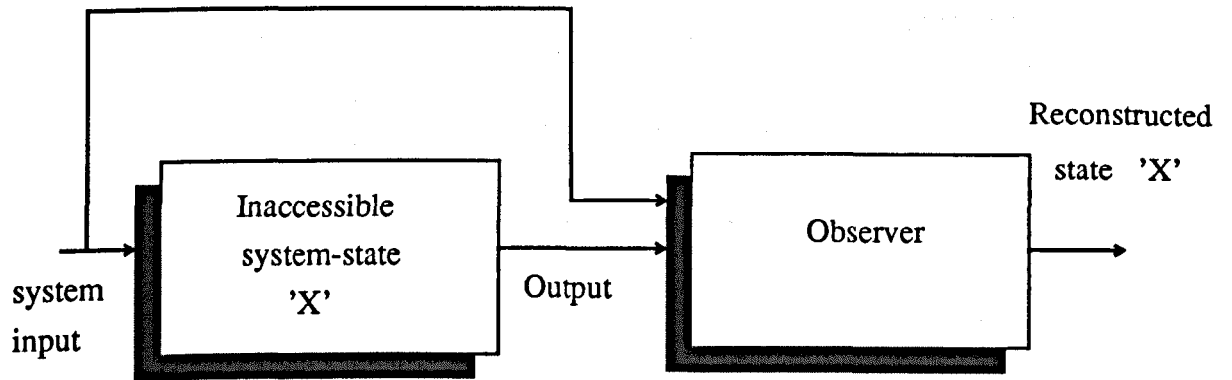 Reconstructed
state 'X'
Inaccessible
system-state
'X'
Observer
system
input
Output